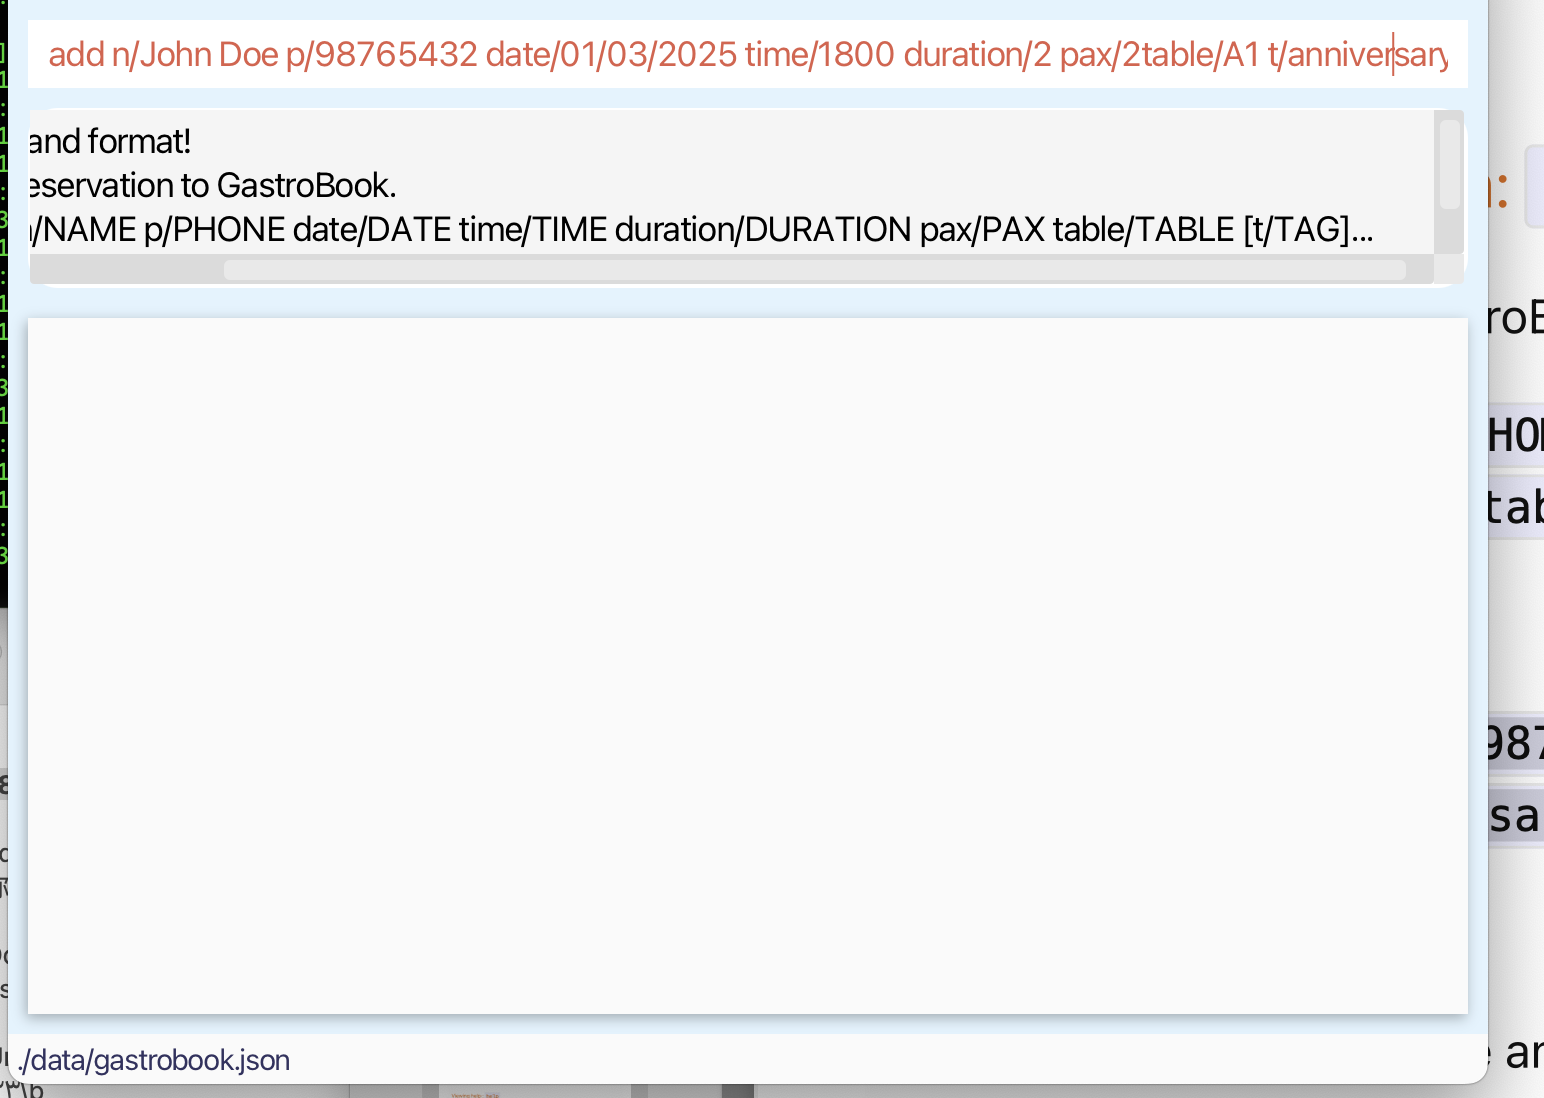 add n/John Doe p/98765432 date/01/03/2025 time/1800 duration/2 pax/2table/A1 t/anniversary
and format!
eservation to GastroBook.
/NAME p/PHONE date/DATE time/TIME duration/DURATION pax/PAX table/TABLE [t/TAG]...
./data/gastrobook.json
n:
roB
HON
tab
987
sa
e an